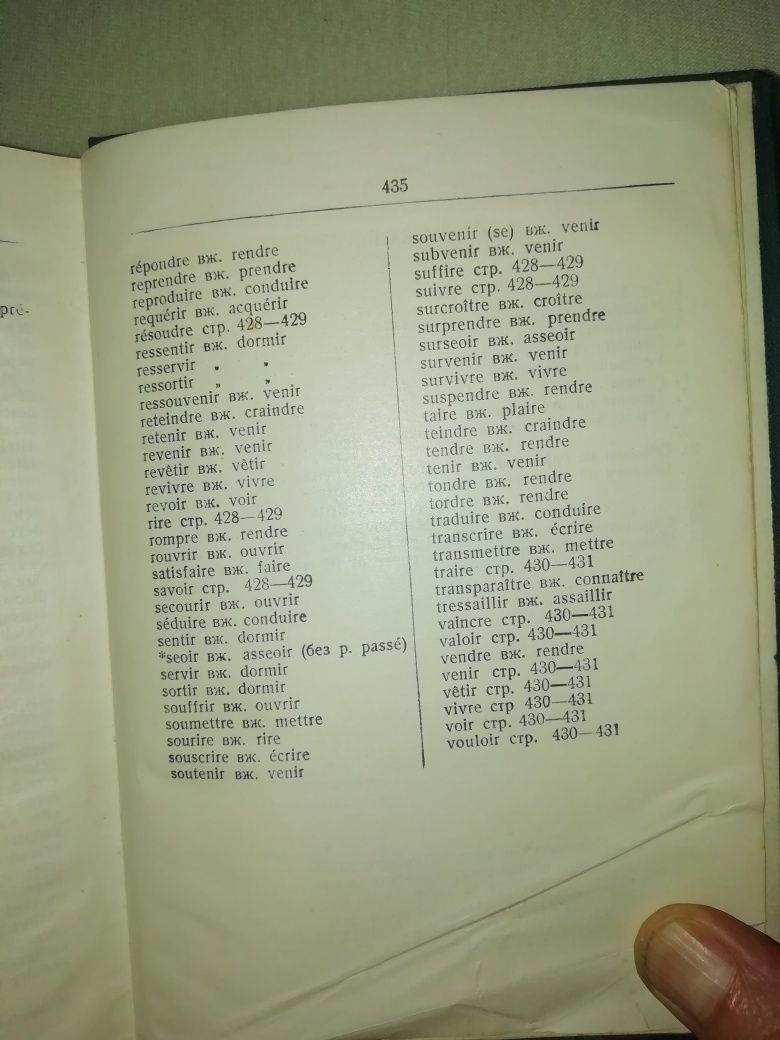 pré-
435
répondre вж. rendre
reprendre вж. prendre
reproduire вж. conduire
requérir вж. acquérir
résoudre стр. 428—429
ressentir вж. dormir
resservir „ „
ressortir „ „
ressouvenir вж. venir
reteindre вж. craindre
retenir вж. venir
revenir вж. venir
revêtir вж. vêtir
revivre вж. vivre
revoir вж. voir
rire стр. 428—429
rompre вж. rendre
rouvrir вж. ouvrir
satisfaire вж. faire
savoir стр. 428—429
secourir вж. ouvrir
séduire вж. conduire
sentir вж. dormir
*seoir вж. asseoir (без p. passé)
servir вж. dormir
sortir вж. dormir
souffrir вж. ouvrir
soumettre вж. mettre
sourire вж. rire
souscrire вж. écrire
soutenir вж. venir
souvenir (se) вж. venir
subvenir вж. venir
suffire стр. 428—429
suivre стр. 428—429
surcroître вж. croître
surprendre вж. prendre
surseoir вж. asseoir
survenir вж. venir
survivre вж. vivre
suspendre вж. rendre
taire вж. plaire
teindre вж. craindre
tendre вж. rendre
tenir вж. venir
tondre вж. rendre
tordre вж. rendre
traduire вж. conduire
transcrire вж. écrire
transmettre вж. mettre
traire стр. 430—431
transparaître вж. connaître
tressaillir вж. assaillir
vaincre стр. 430—431
valoir стр. 430—431
vendre вж. rendre
venir стр. 430—431
vêtir стр. 430—431
vivre стр 430—431
voir стр. 430—431
vouloir стр. 430—431